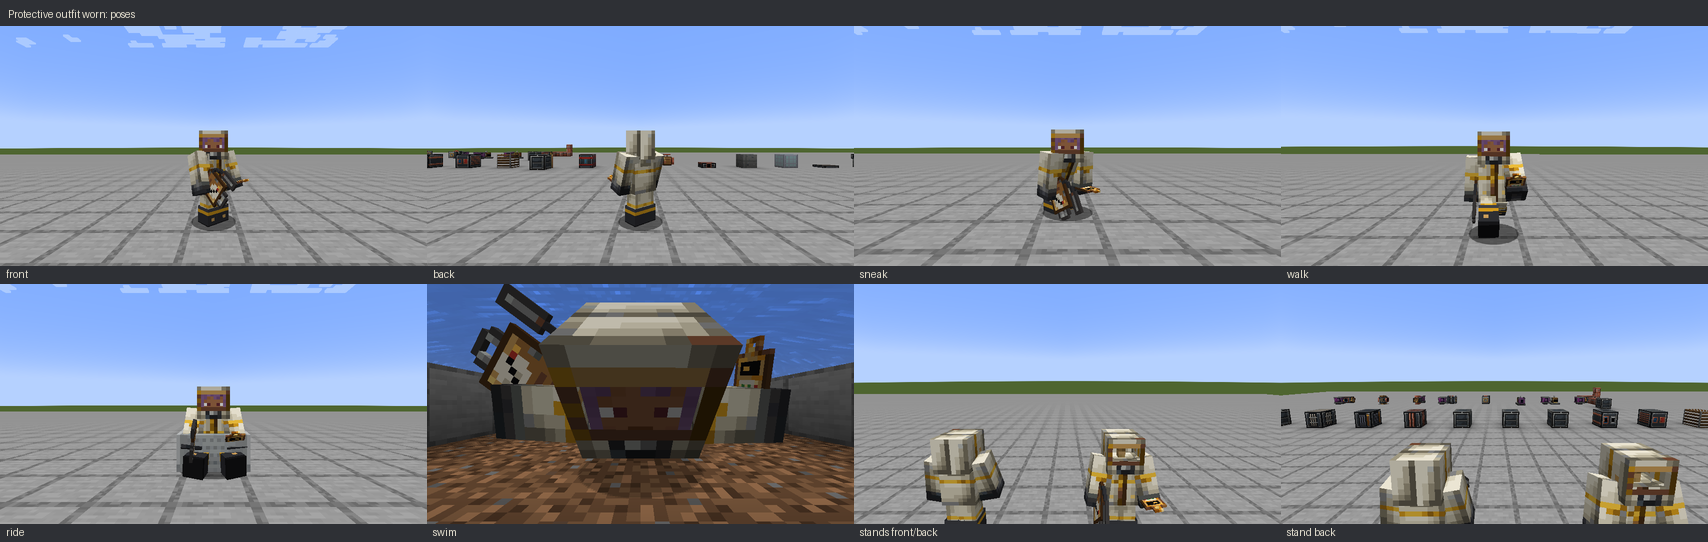 Protective outfit worn: poses
front
back
sneak
walk
ride
swim
stands front/back
stand back